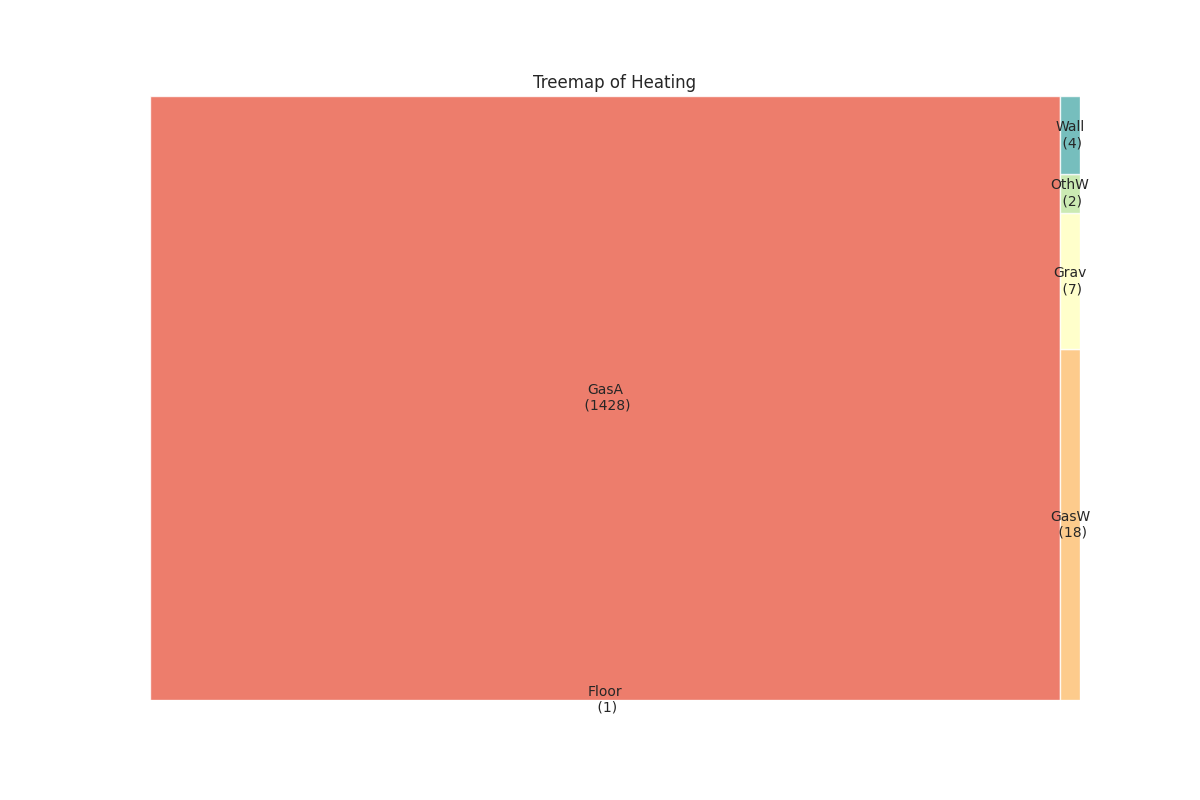 Treemap of Heating
Wall
(4)
OthW
(2)
Grav
(7)
GasA
(1428)
GasW
(18)
Floor
(1)